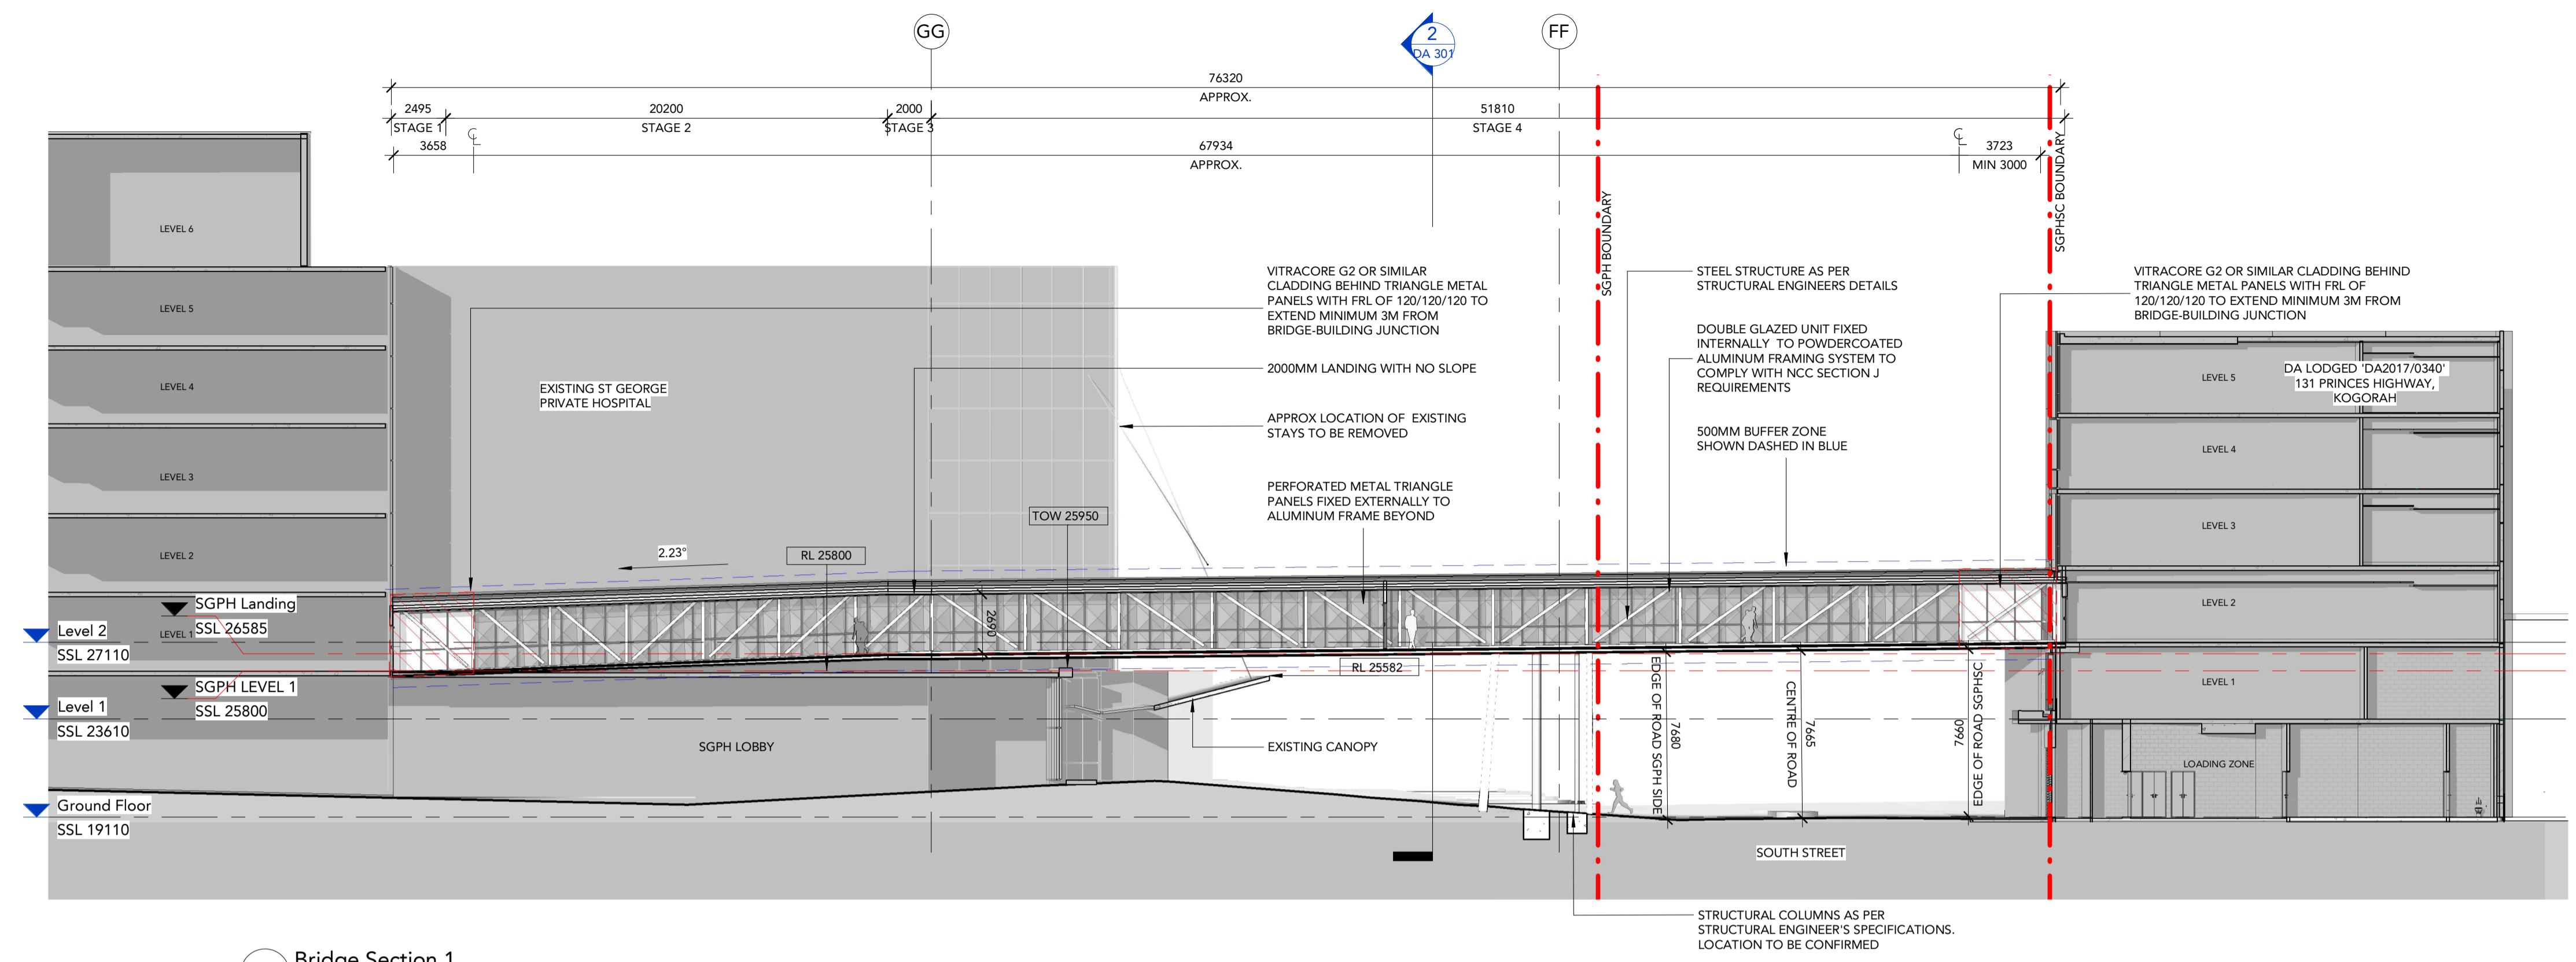 GG
2
DA 301
FF
76320
APPROX.
2495
20200
2000
51810
STAGE 1
STAGE 2
STAGE 3
STAGE 4
3658
67934
3723
APPROX.
MIN 3000
SGPH BOUNDARY
SGPHSC BOUNDARY
LEVEL 6
LEVEL 5
LEVEL 4
LEVEL 3
LEVEL 2
LEVEL 1
EXISTING ST GEORGE
PRIVATE HOSPITAL
VITRACORE G2 OR SIMILAR
CLADDING BEHIND TRIANGLE METAL
PANELS WITH FRL OF 120/120/120 TO
EXTEND MINIMUM 3M FROM
BRIDGE-BUILDING JUNCTION
2000MM LANDING WITH NO SLOPE
APPROX LOCATION OF EXISTING
STAYS TO BE REMOVED
PERFORATED METAL TRIANGLE
PANELS FIXED EXTERNALLY TO
ALUMINUM FRAME BEYOND
STEEL STRUCTURE AS PER
STRUCTURAL ENGINEERS DETAILS
DOUBLE GLAZED UNIT FIXED
INTERNALLY TO POWDERCOATED
ALUMINUM FRAMING SYSTEM TO
COMPLY WITH NCC SECTION J
REQUIREMENTS
500MM BUFFER ZONE
SHOWN DASHED IN BLUE
VITRACORE G2 OR SIMILAR CLADDING BEHIND
TRIANGLE METAL PANELS WITH FRL OF
120/120/120 TO EXTEND MINIMUM 3M FROM
BRIDGE-BUILDING JUNCTION
DA LODGED 'DA2017/0340'
131 PRINCES HIGHWAY,
KOGORAH
LEVEL 5
LEVEL 4
LEVEL 3
LEVEL 2
LEVEL 1
LOADING ZONE
TOW 25950
2.23°
RL 25800
2690
RL 25582
SGPH Landing
SSL 26585
Level 2
SSL 27110
SGPH LEVEL 1
SSL 25800
Level 1
SSL 23610
Ground Floor
SSL 19110
SGPH LOBBY
EXISTING CANOPY
EDGE OF ROAD SGPH SIDE
7680
CENTRE OF ROAD
7665
7660
EDGE OF ROAD SGPHSC
SOUTH STREET
STRUCTURAL COLUMNS AS PER
STRUCTURAL ENGINEER'S SPECIFICATIONS.
LOCATION TO BE CONFIRMED
Bridge Section 1